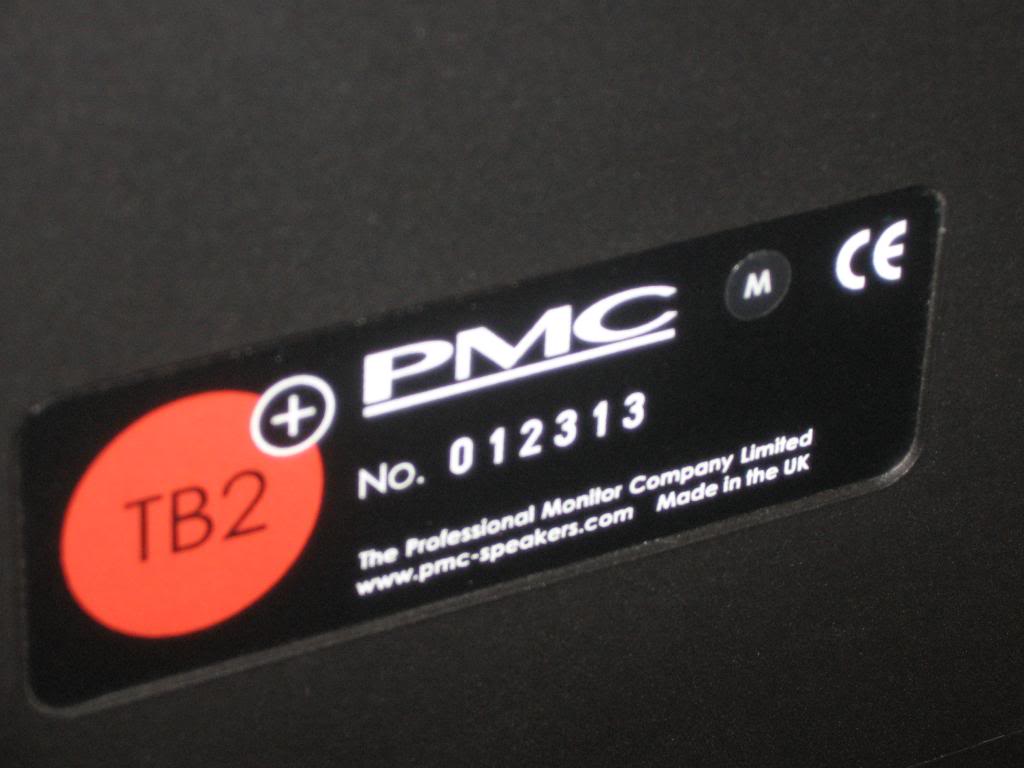 TB2
+
PMC
M
CE
No. 012313
The Professional Monitor Company Limited
www.pmc-speakers.com Made in the UK